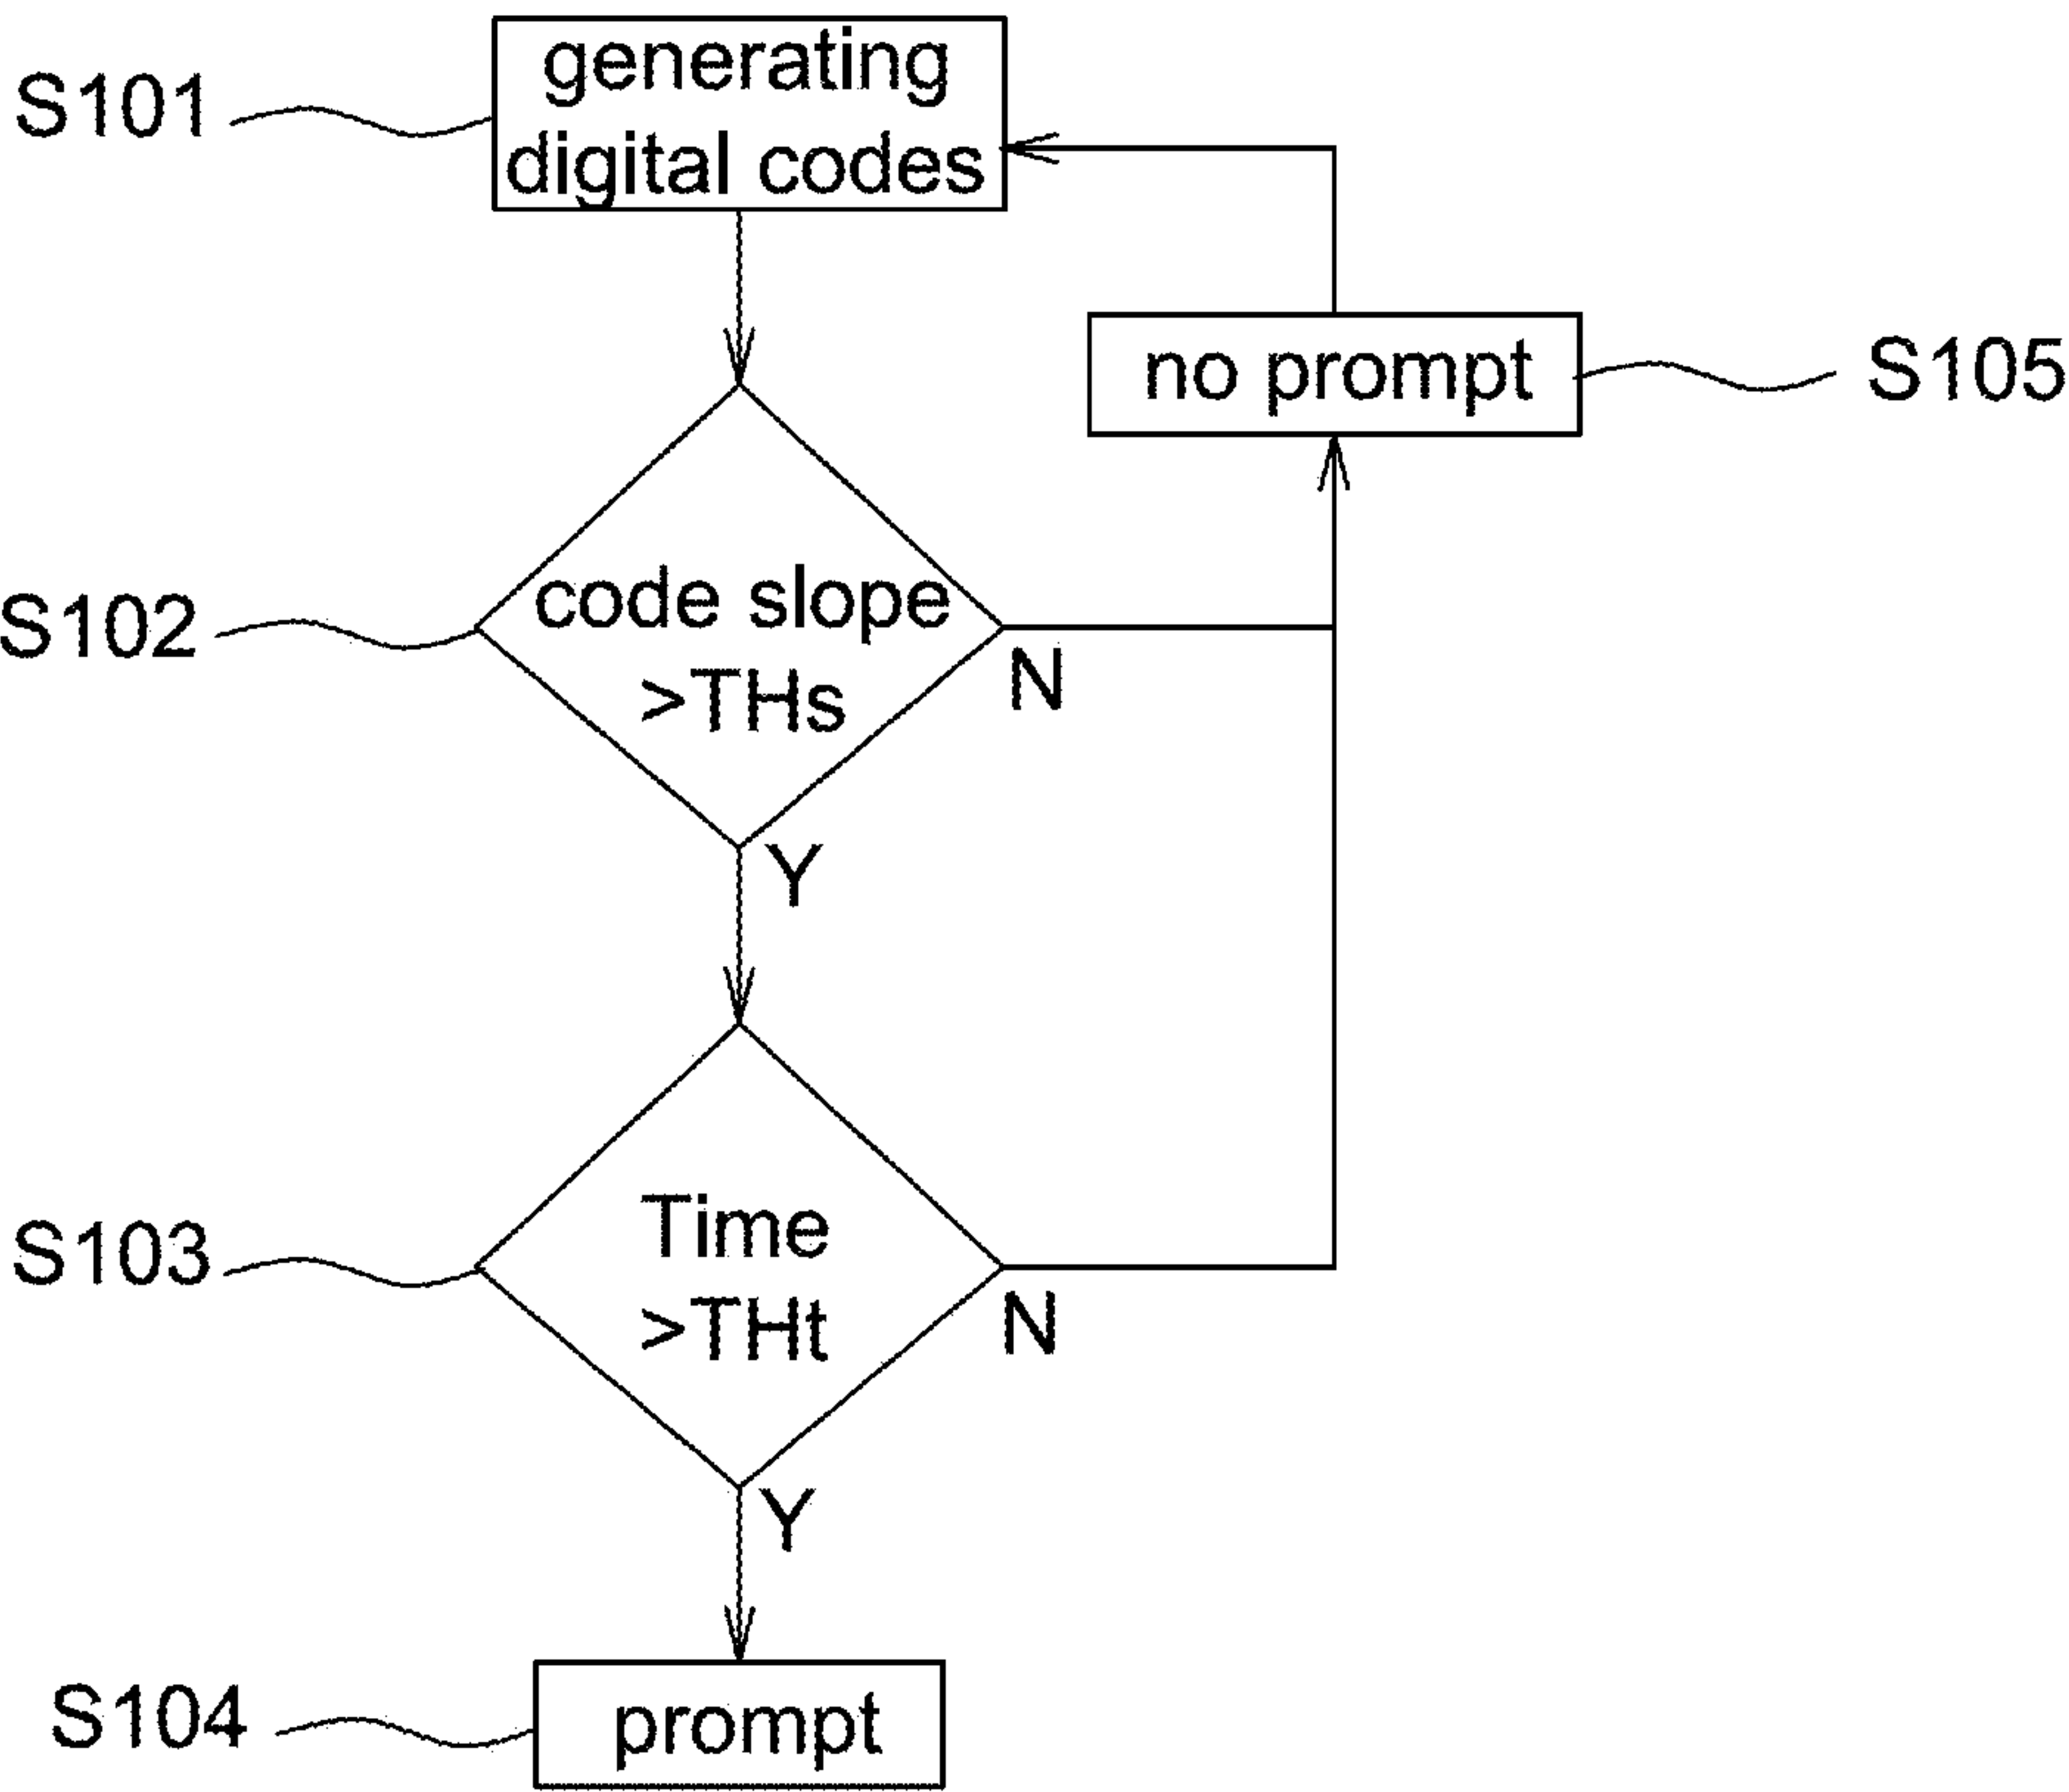 S101
generating
digital codes
no prompt
S105
S102
code slope
>THs
N
Y
S103
Time
>THt
N
Y
S104
prompt